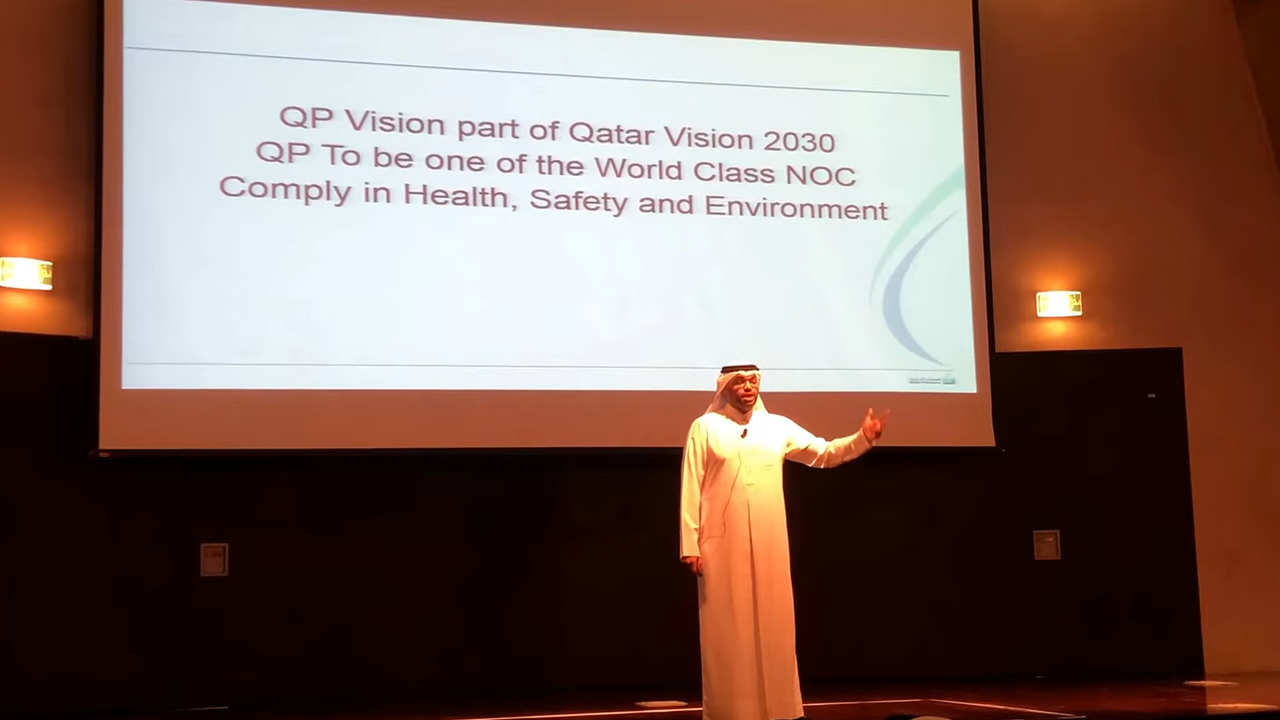 QP Vision part of Qatar Vision 2030
QP To be one of the World Class NOC
Comply in Health, Safety and Environment